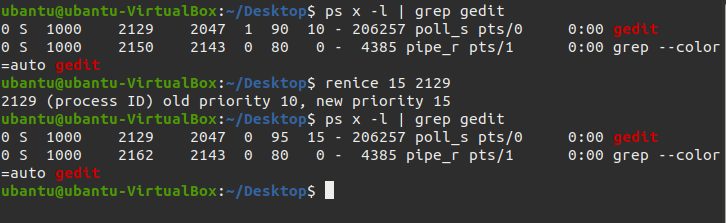 ubantu@ubantu-VirtualBox:~/Desktop$ ps x -l | grep gedit
0 S  1000    2129    2047  1  90  10 - 206257 poll_s pts/0      0:00 gedit
0 S  1000    2150    2143  0  80   0 -  4385 pipe_r pts/1      0:00 grep --color
=auto gedit
ubantu@ubantu-VirtualBox:~/Desktop$ renice 15 2129
2129 (process ID) old priority 10, new priority 15
ubantu@ubantu-VirtualBox:~/Desktop$ ps x -l | grep gedit
0 S  1000    2129    2047  0  95  15 - 206257 poll_s pts/0      0:00 gedit
0 S  1000    2162    2143  0  80   0 -  4385 pipe_r pts/1      0:00 grep --color
=auto gedit
ubantu@ubantu-VirtualBox:~/Desktop$